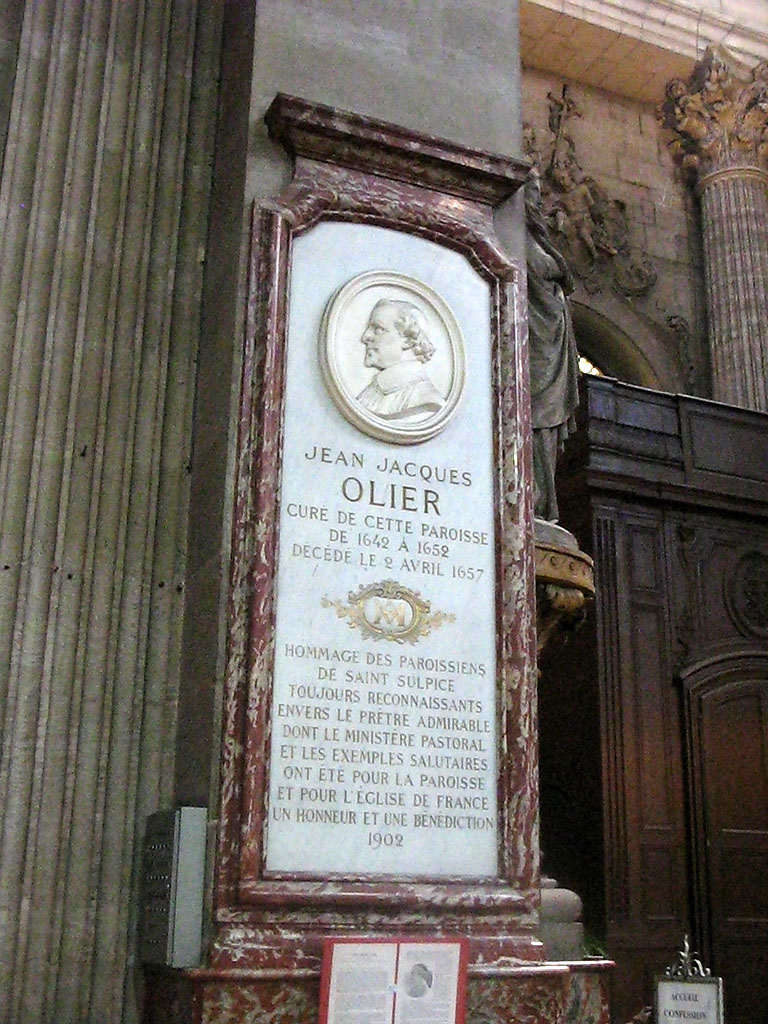 JEAN JACQUES
OLIER
CURÉ DE CETTE PAROISSE
DE 1642 À 1652
DÉCÉDÉ LE 2 AVRIL 1657
HOMMAGE DES PAROISSIENS
DE SAINT SULPICE
TOUJOURS RECONNAISSANTS
ENVERS LE PRÊTRE ADMIRABLE
DONT LE MINISTÈRE PASTORAL
ET LES EXEMPLES SALUTAIRES
ONT ÉTÉ POUR LA PAROISSE
ET POUR L'ÉGLISE DE FRANCE
UN HONNEUR ET UNE BÉNÉDICTION
1902
ACCUEIL
CONFESSION